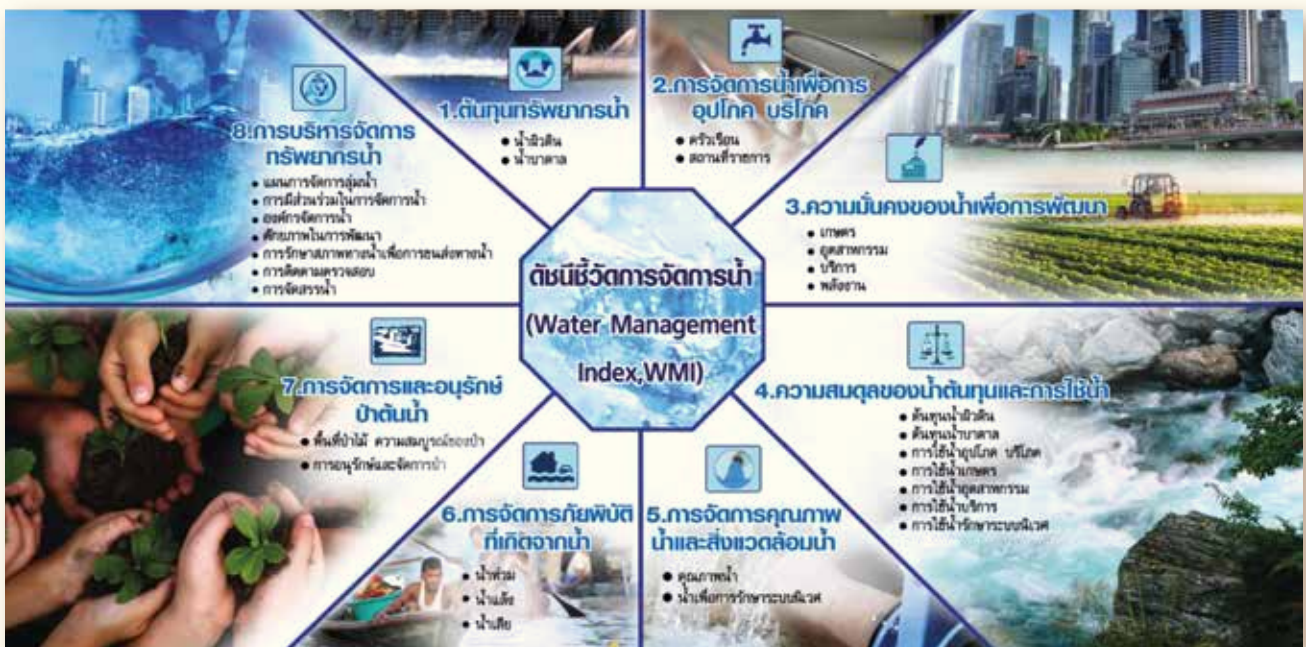 ดัชนีชี้วัดการจัดการน้ำ
(Water Management
Index,WMI)
1.ต้นทุนทรัพยากรน้ำ
• น้ำผิวดิน
• น้ำบาดาล
2.การจัดการน้ำเพื่อการ
อุปโภค บริโภค
• ครัวเรือน
• สถานที่ราชการ
3.ความมั่นคงของน้ำเพื่อการพัฒนา
• เกษตร
• อุตสาหกรรม
• บริการ
• พลังงาน
4.ความสมดุลของน้ำต้นทุนและการใช้น้ำ
• ต้นทุนน้ำผิวดิน
• ต้นทุนน้ำบาดาล
• การใช้น้ำอุปโภค บริโภค
• การใช้น้ำเกษตร
• การใช้น้ำอุตสาหกรรม
• การใช้น้ำบริการ
• การใช้น้ำรักษาระบบนิเวศ
5.การจัดการคุณภาพ
น้ำและสิ่งแวดล้อมน้ำ
• คุณภาพน้ำ
• น้ำเพื่อการรักษาระบบนิเวศ
6.การจัดการภัยพิบัติ
ที่เกิดจากน้ำ
• น้ำท่วม
• น้ำแล้ง
• น้ำเสีย
7.การจัดการและอนุรักษ์
ป่าต้นน้ำ
• พื้นที่ป่าไม้ ความสมบูรณ์ของป่า
• การอนุรักษ์และจัดการป่า
8.การบริหารจัดการ
ทรัพยากรน้ำ
• แผนการจัดการลุ่มน้ำ
• การมีส่วนร่วมในการจัดการน้ำ
• องค์กรจัดการน้ำ
• ศักยภาพในการพัฒนา
• การรักษาสภาพทางน้ำเพื่อการขนส่งทางน้ำ
• การติดตามตรวจสอบ
• การจัดสรรน้ำ